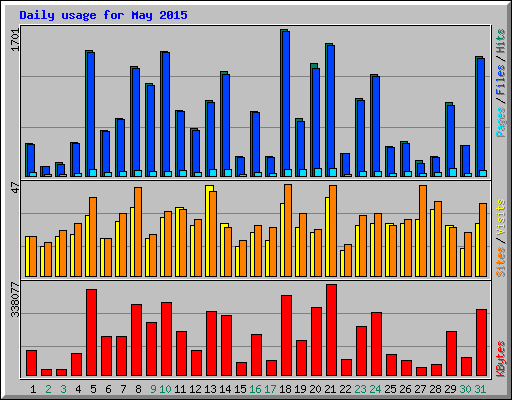 Daily usage for May 2015
1701
Pages / Files / Hits
47
Sites / Visits
338077
KBytes
1 2 3 4 5 6 7 8 9 10 11 12 13 14 15 16 17 18 19 20 21 22 23 24 25 26 27 28 29 30 31